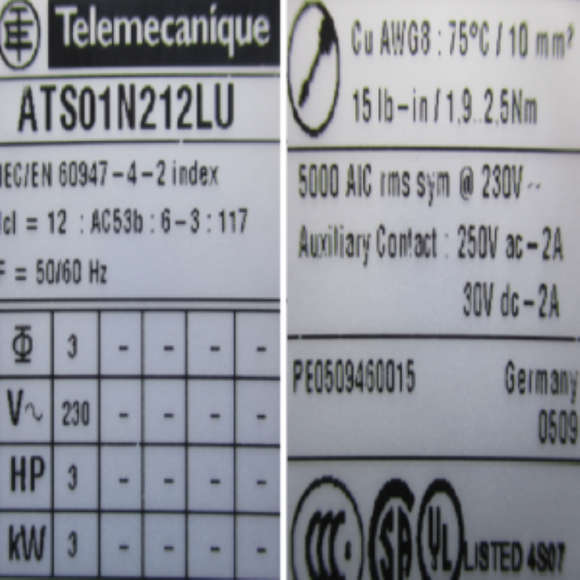 Telemecanique
ATS01N212LU
IEC/EN 60947-4-2 index
Icl = 12 : AC53b : 6-3 : 117
F = 50/60 Hz
Φ 3 - - - -
V~ 230 - - - -
HP 3 - - - -
kW 3 - - - -
Cu AWG8 : 75°C / 10 mm²
15 lb-in / 1,9..2,5Nm
5000 AIC rms sym @ 230V~
Auxiliary Contact : 250V ac-2A
30V dc-2A
PE0509460015 Germany
0509
CCC SA UL LISTED 4S07